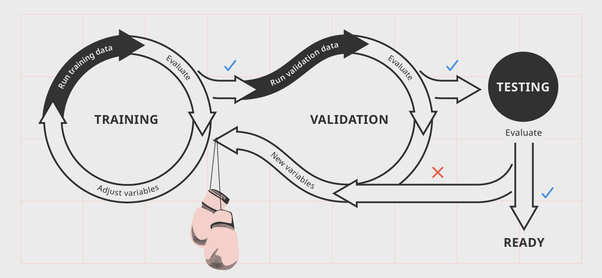 Run training data
Evaluate
TRAINING
Adjust variables
Run validation data
Evaluate
VALIDATION
New variables
TESTING
Evaluate
READY